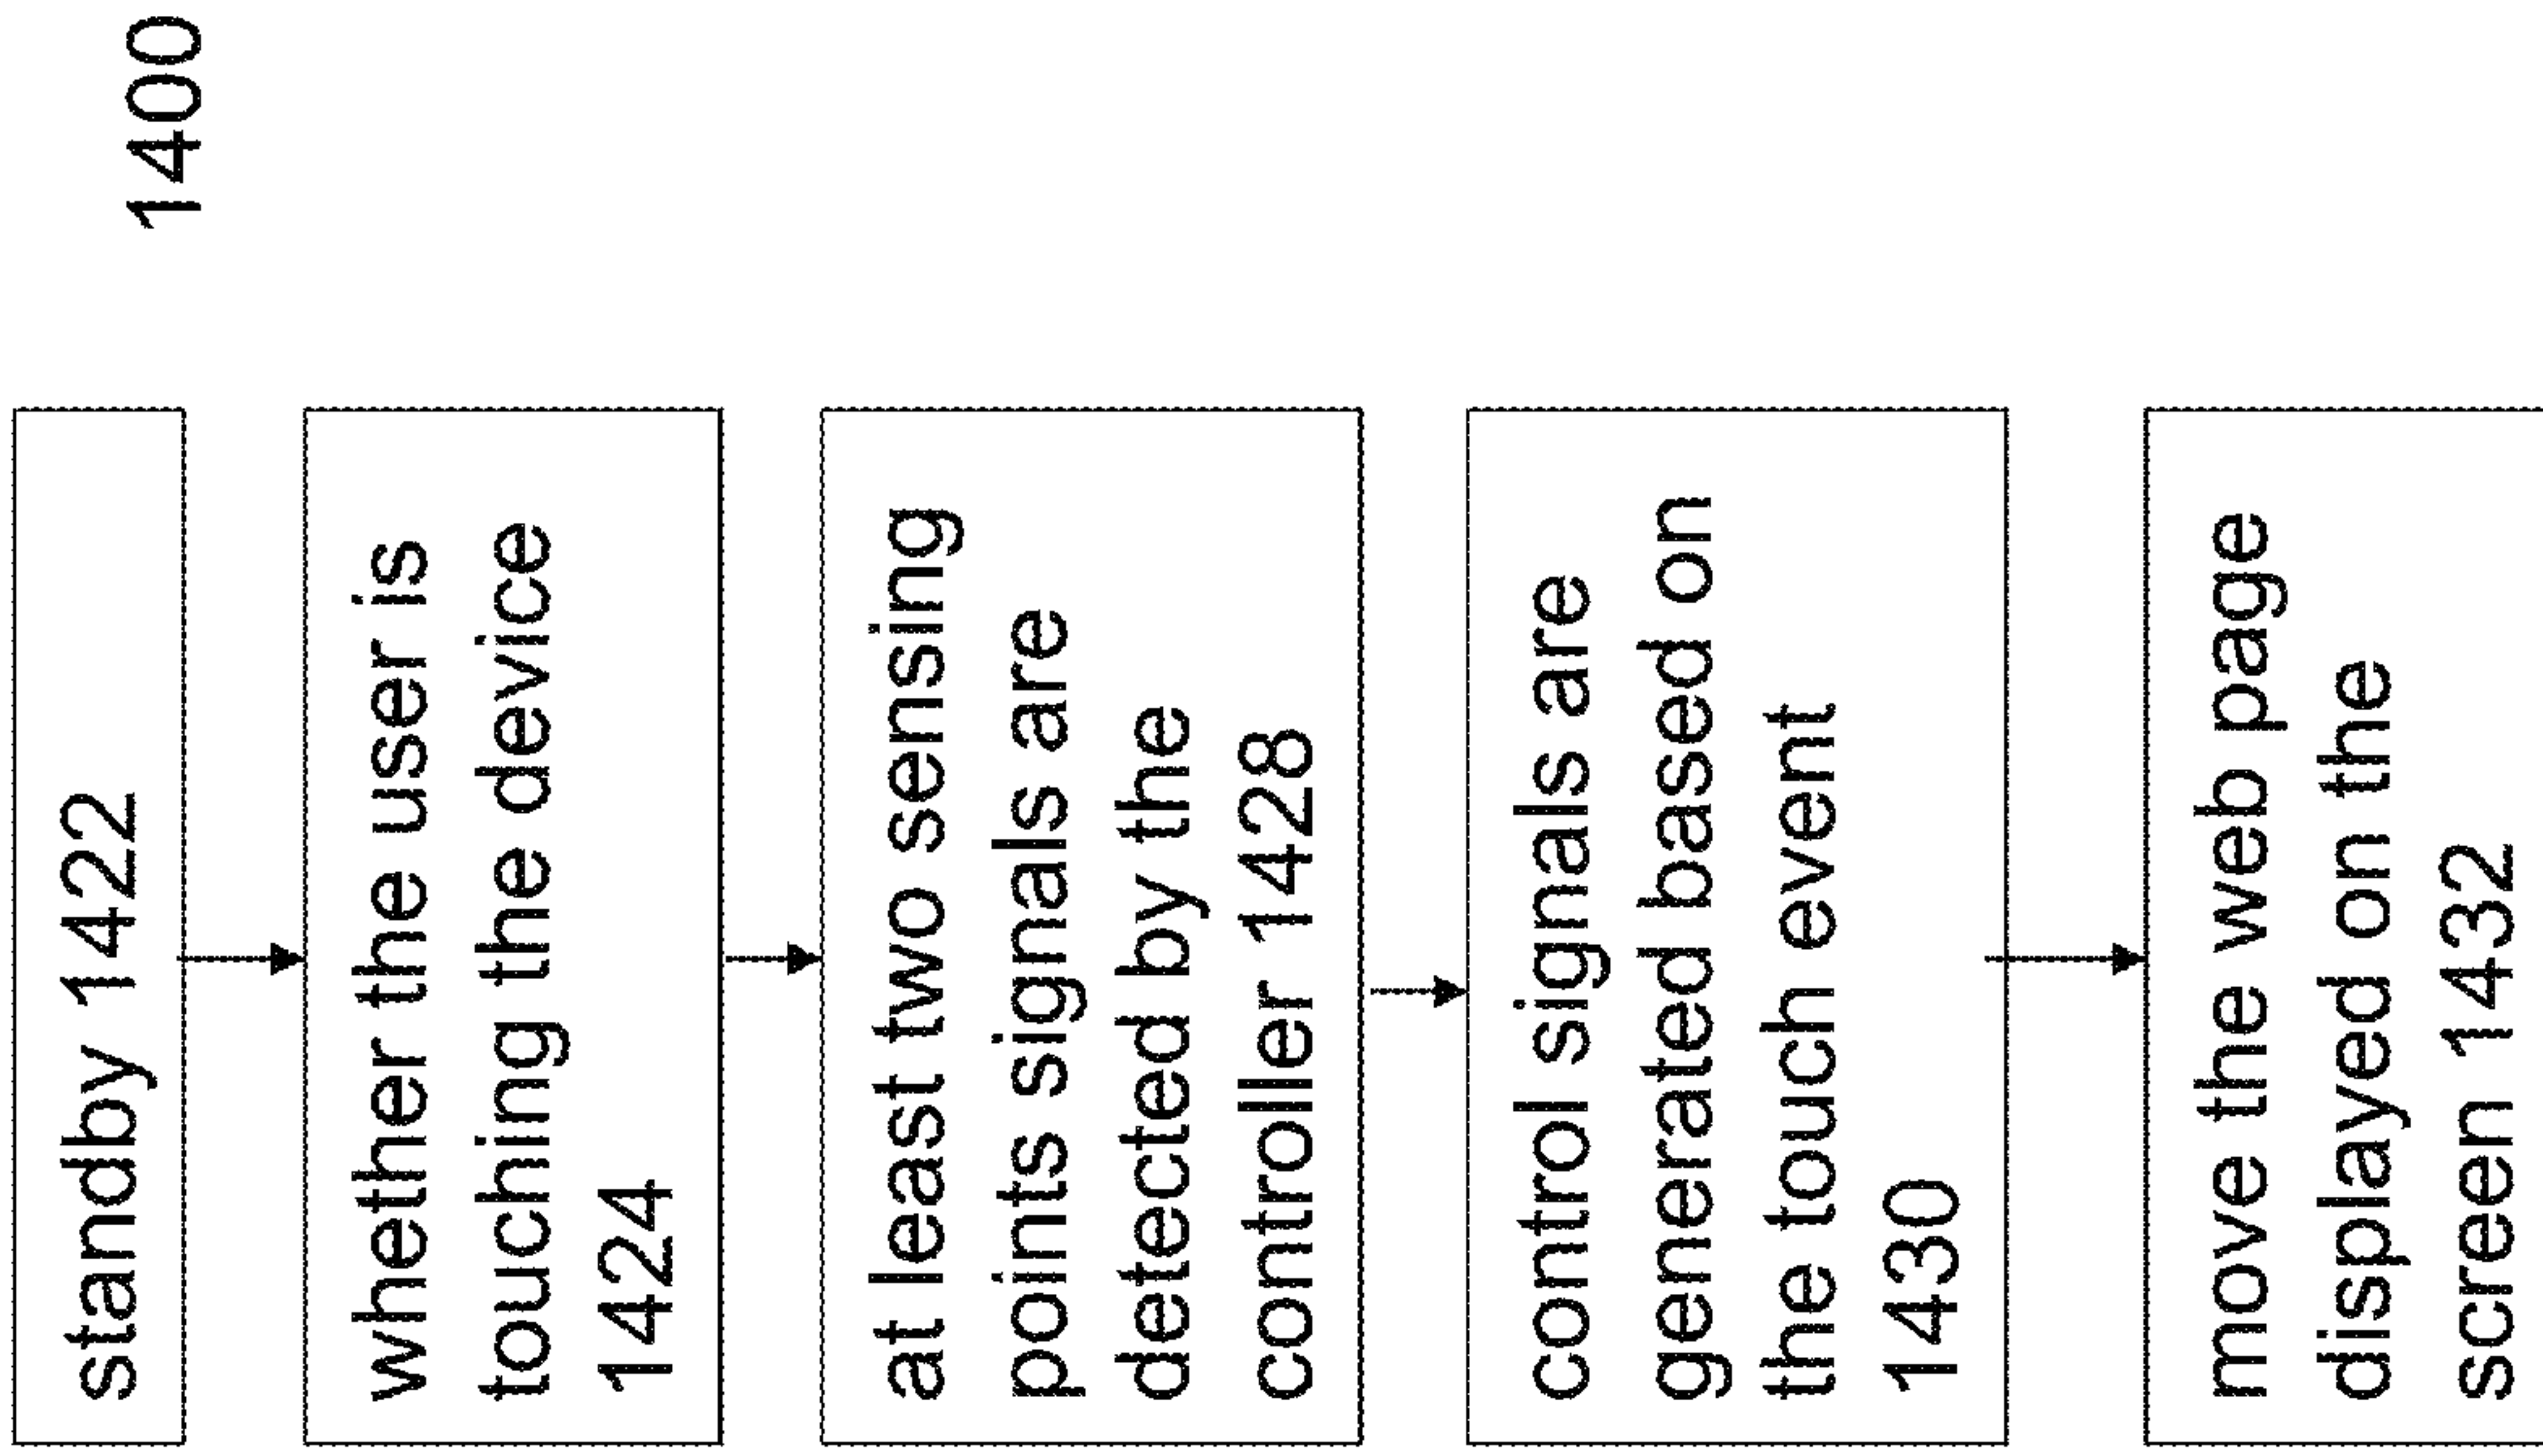 1400
standby 1422
whether the user is
touching the device
1424
at least two sensing
points signals are
detected by the
controller 1428
control signals are
generated based on
the touch event
1430
move the web page
displayed on the
screen 1432